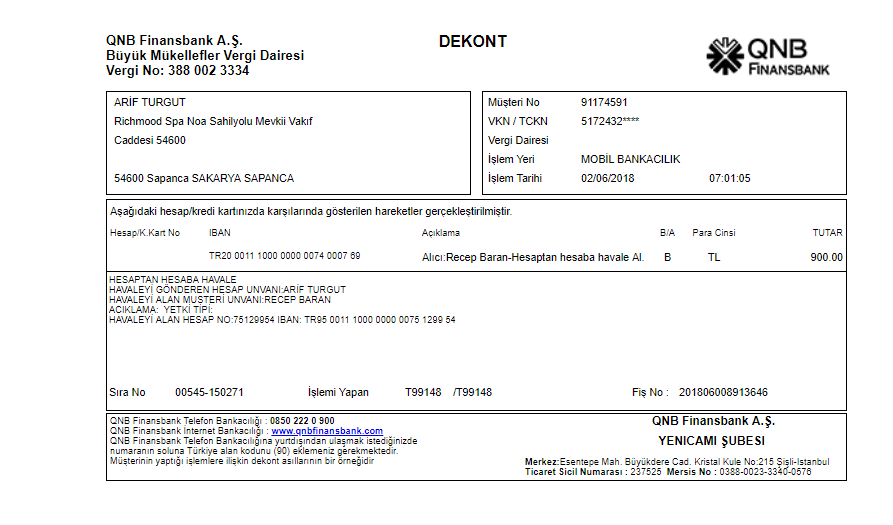 QNB Finansbank A.Ş.
Büyük Mükellefler Vergi Dairesi
Vergi No: 388 002 3334
DEKONT
QNB
FINANSBANK
ARİF TURGUT
Richmood Spa Noa Sahilyolu Mevkii Vakıf
Caddesi 54600
54600 Sapanca SAKARYA SAPANCA
Müşteri No 91174591
VKN / TCKN 5172432****
Vergi Dairesi
İşlem Yeri MOBİL BANKACILIK
İşlem Tarihi 02/06/2018 07:01:05
Aşağıdaki hesap/kredi kartınızda karşılarında gösterilen hareketler gerçekleştirilmiştir.
Hesap/K.Kart No IBAN Açıklama B/A Para Cinsi TUTAR
TR20 0011 1000 0000 0074 0007 69 Alıcı:Recep Baran-Hesaptan hesaba havale Al. B TL 900.00
HESAPTAN HESABA HAVALE
HAVALEYİ GÖNDEREN HESAP UNVANI:ARİF TURGUT
HAVALEYİ ALAN MÜSTERİ UNVANI:RECEP BARAN
ACIKLAMA: YETKİ TİPİ:
HAVALEYİ ALAN HESAP NO:75129954 IBAN: TR95 0011 1000 0000 0075 1299 54
Sıra No 00545-150271 İşlemi Yapan T99148 /T99148 Fiş No : 201806008913646
QNB Finansbank Telefon Bankacılığı : 0850 222 0 900
QNB Finansbank İnternet Bankacılığı : www.qnbfinansbank.com
QNB Finansbank Telefon Bankacılığına yurtdışından ulaşmak istediğinizde
numaranın soluna Türkiye alan kodunu (90) eklemeniz gerekmektedir.
Müşterinin yaptığı işlemlere ilişkin dekont asıllarının bir örneğidir
QNB Finansbank A.Ş.
YENICAMI ŞUBESI
Merkez:Esentepe Mah. Büyükdere Cad. Kristal Kule No:215 Şişli-İstanbul
Ticaret Sicil Numarası : 237525 Mersis No : 0388-0023-3340-0576